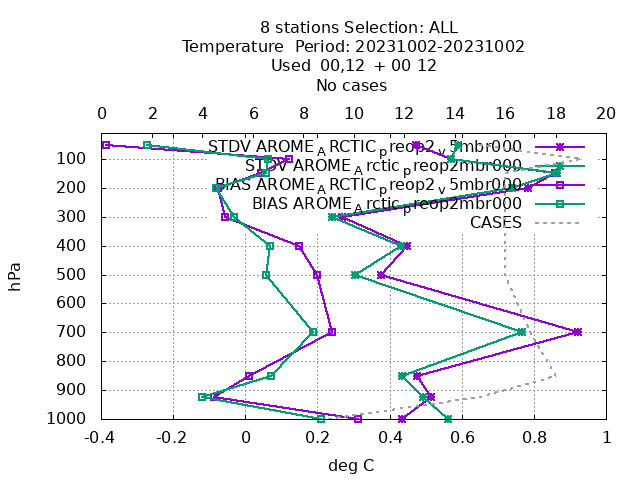 8 stations Selection: ALL
Temperature  Period: 20231002-20231002
Used  00,12  + 00 12
No cases
0 2 4 6 8 10 12 14 16 18 20
STDV AROME_ARCTIC_preop2_v_5mbr000
STDV AROME_Arctic_preop2mbr000
BIAS AROME_ARCTIC_preop2_v_5mbr000
BIAS AROME_Arctic_preop2mbr000
CASES
100
200
300
400
500
600
700
800
900
1000
hPa
-0.4 -0.2 0 0.2 0.4 0.6 0.8 1
deg C